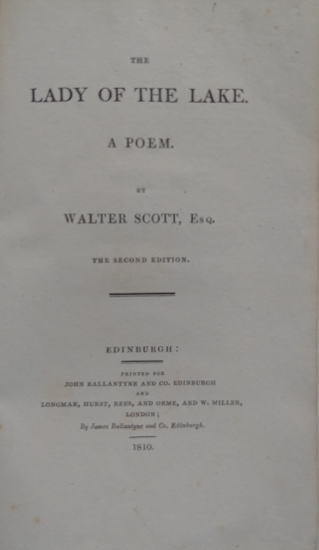 THE
LADY OF THE LAKE.
A POEM.
BY
WALTER SCOTT, Esq.
THE SECOND EDITION.
EDINBURGH:
PRINTED FOR
JOHN BALLANTYNE AND CO. EDINBURGH
AND
LONGMAN, HURST, REES, AND ORME, AND W. MILLER,
LONDON;
By James Ballantyne and Co. Edinburgh.
1810.